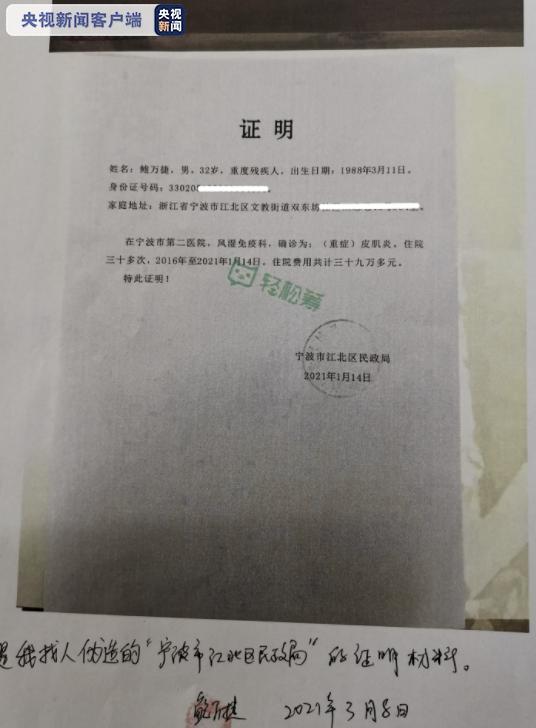 央视新闻客户端
央视新闻
证明
姓名：鲍万捷，男，32岁，重度残疾人，出生日期：1988年3月11日。
身份证号码：33020
家庭地址：浙江省宁波市江北区文教街道双东坊
在宁波市第二医院，风湿免疫科，确诊为：（重症）皮肌炎。住院
三十多次，2016年至2021年1月14日。住院费用共计三十九万多元。
特此证明！
轻松筹
宁波市江北区民政局
2021年1月14日
是我找人伪造的“宁波市江北区民政局”的证明材料。
2021年3月8日